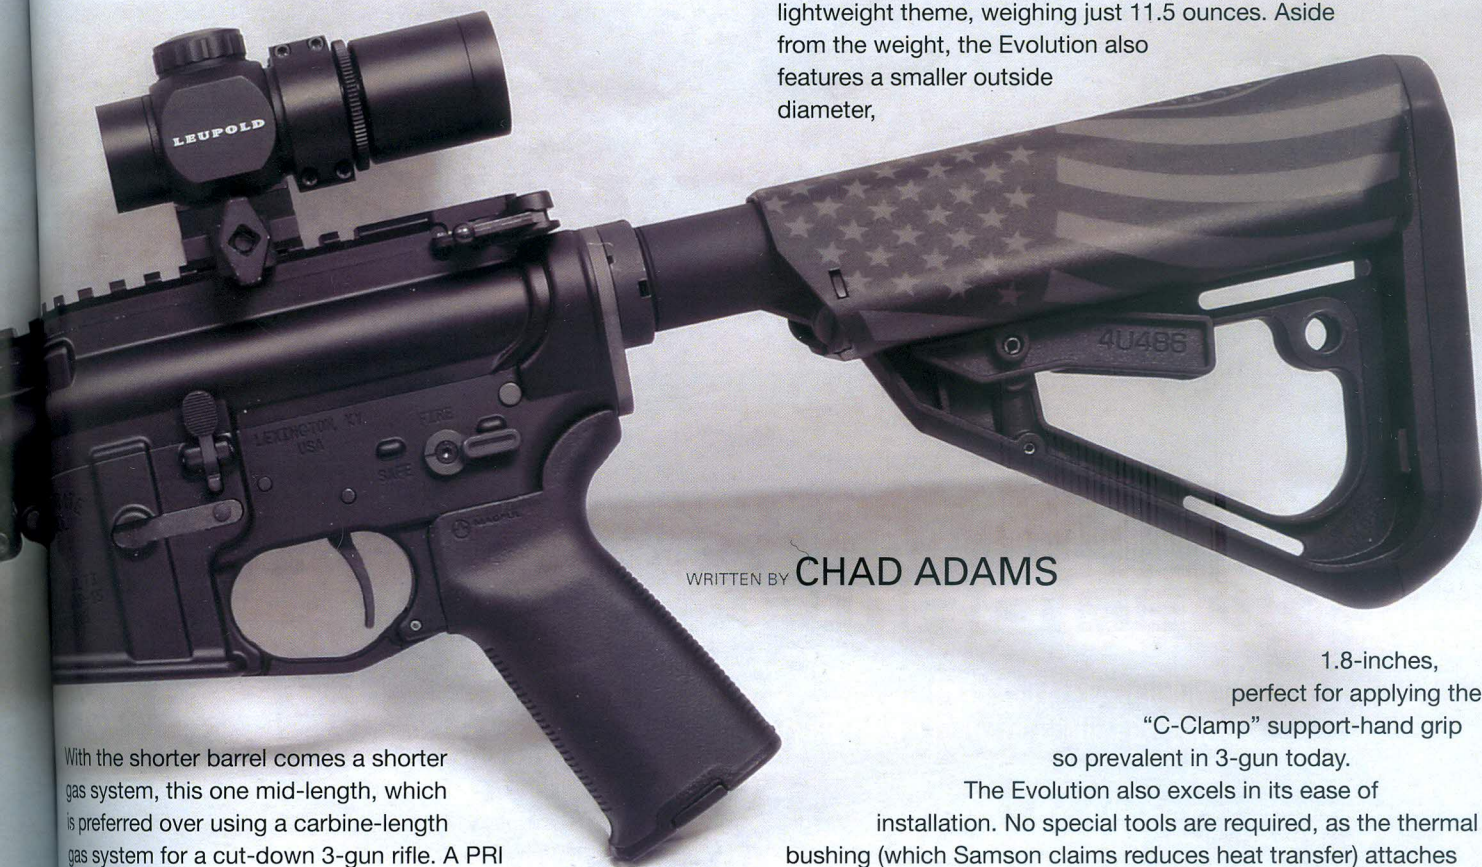 lightweight theme, weighing just 11.5 ounces. Aside
from the weight, the Evolution also
features a smaller outside
diameter,
LEUPOLD
4U486
LEXINGTON, KY
USA
FIRE
SAFE
MAGPUL
WRITTEN BY CHAD ADAMS
1.8-inches,
perfect for applying the
“C-Clamp” support-hand grip
so prevalent in 3-gun today.
The Evolution also excels in its ease of
installation. No special tools are required, as the thermal
bushing (which Samson claims reduces heat transfer) attaches
With the shorter barrel comes a shorter
gas system, this one mid-length, which
is preferred over using a carbine-length
gas system for a cut-down 3-gun rifle. A PRI